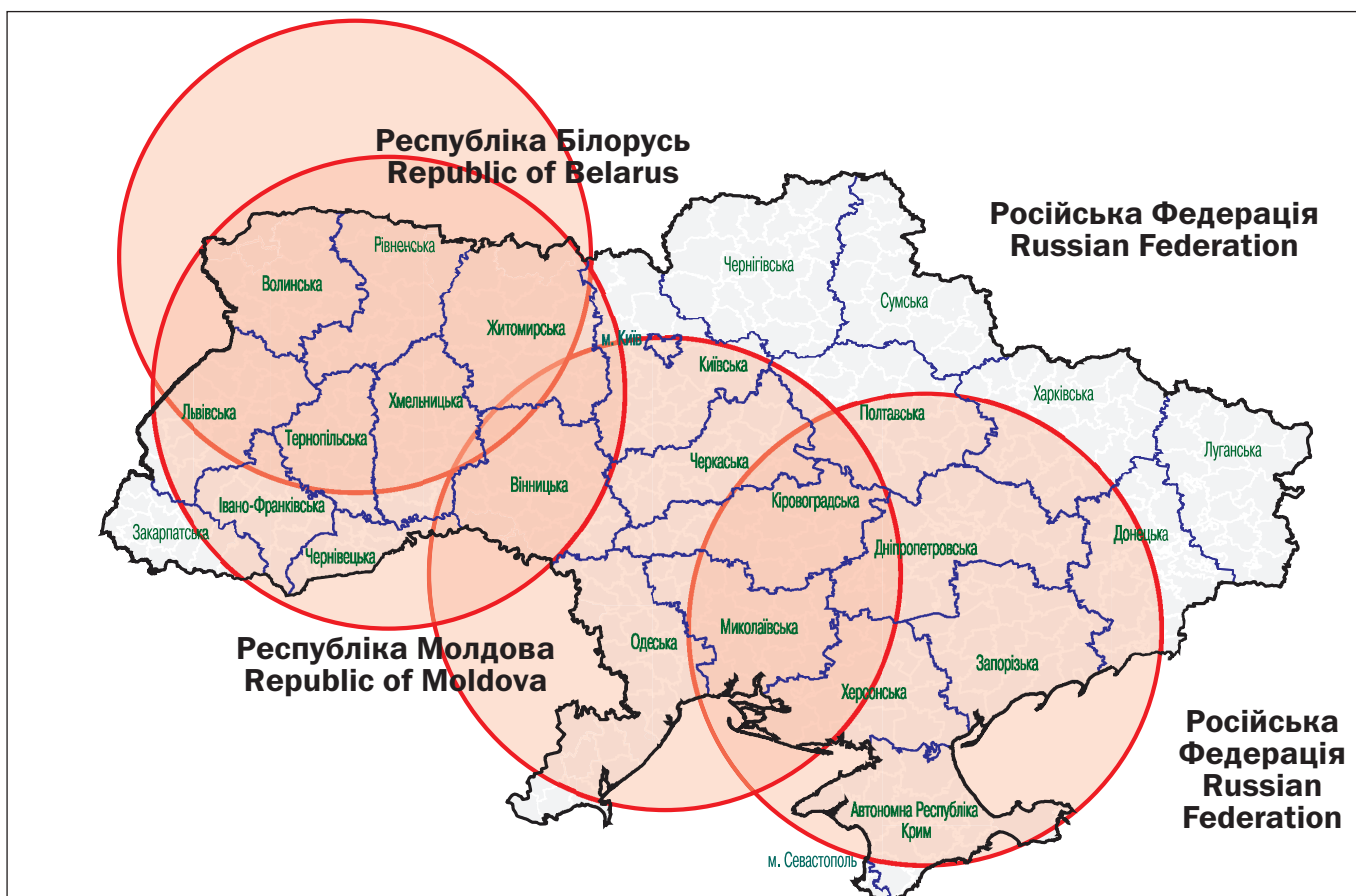 Республіка Білорусь
Republic of Belarus
Російська Федерація
Russian Federation
Рівненська
Чернігівська
Волинська
Сумська
Житомирська
м. Київ
Київська
Харківська
Львівська
Хмельницька
Полтавська
Тернопільська
Черкаська
Луганська
Вінницька
Івано-Франківська
Кіровоградська
Закарпатська
Чернівецька
Дніпропетровська
Донецька
Республіка Молдова
Republic of Moldova
Одеська
Миколаївська
Запорізька
Херсонська
Російська
Федерація
Russian
Federation
Автономна Республіка
Крим
м. Севастополь